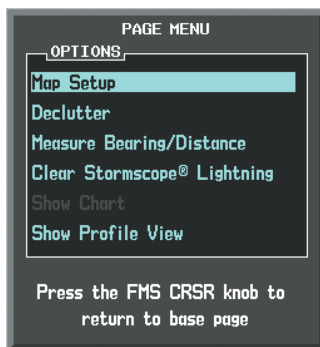 PAGE MENU
OPTIONS
Map Setup
Declutter
Measure Bearing/Distance
Clear Stormscope® Lightning
Show Chart
Show Profile View
Press the FMS CRSR knob to
return to base page